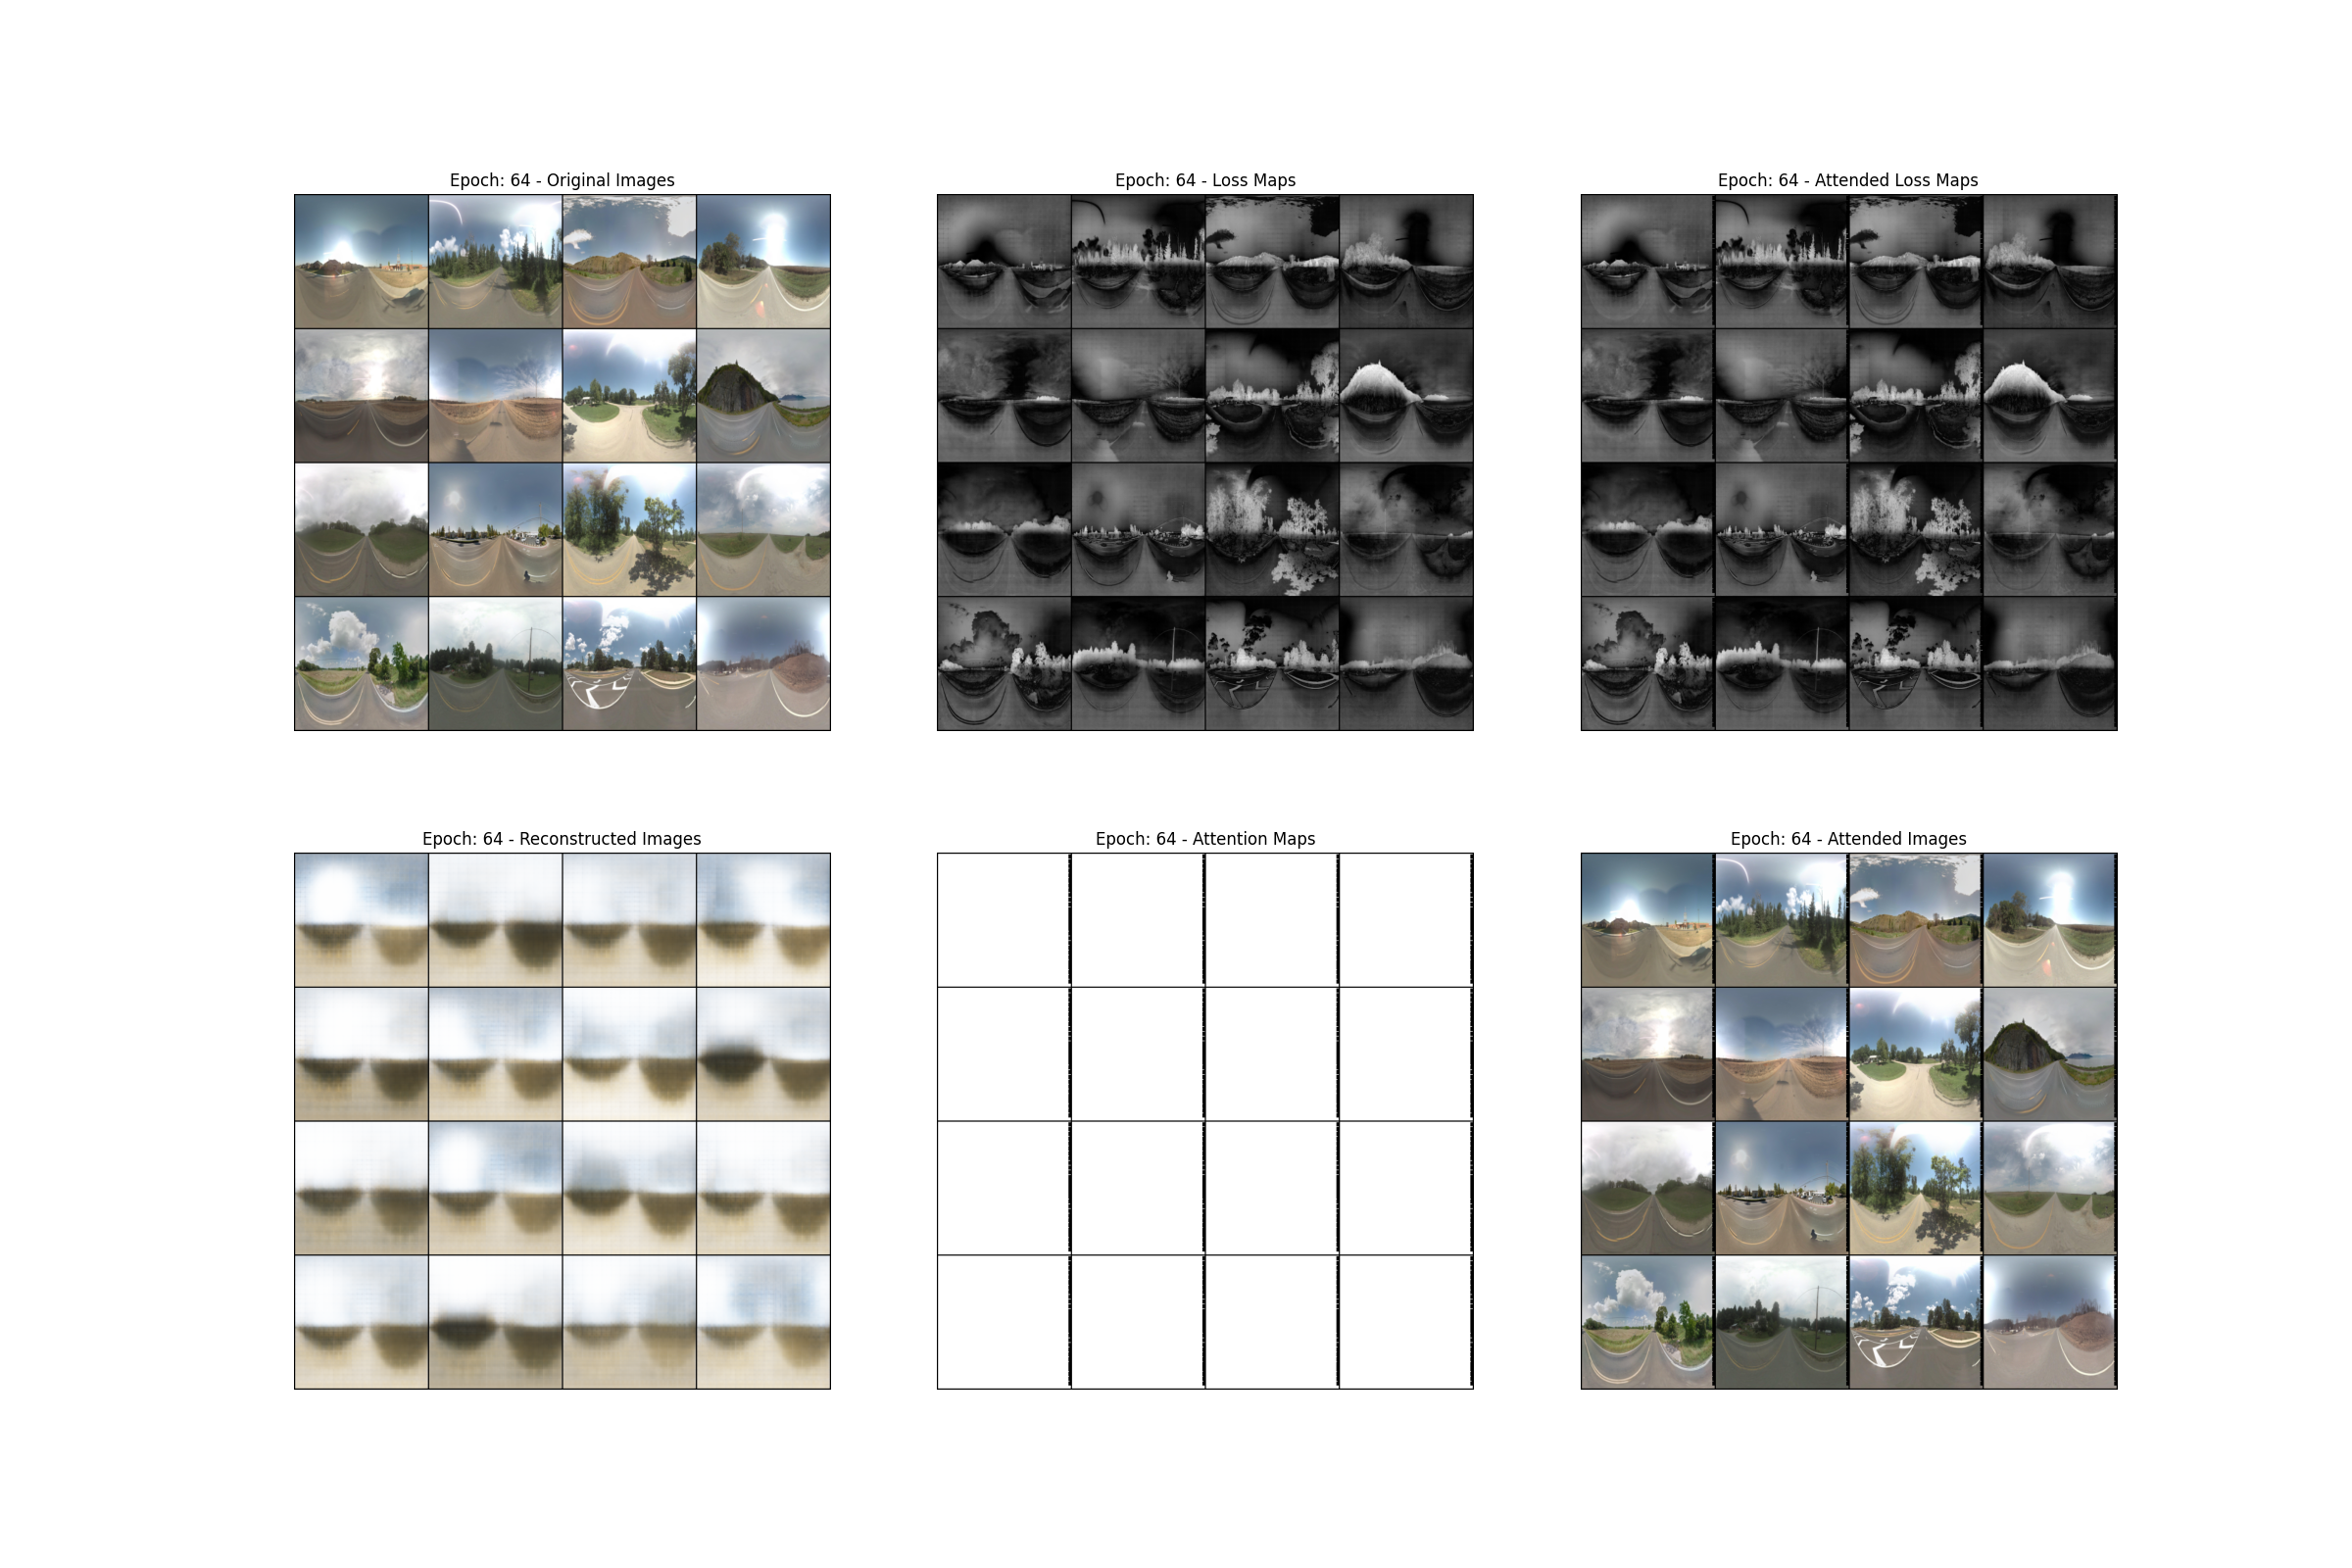 Epoch: 64 - Original Images
Epoch: 64 - Loss Maps
Epoch: 64 - Attended Loss Maps
Epoch: 64 - Reconstructed Images
Epoch: 64 - Attention Maps
Epoch: 64 - Attended Images